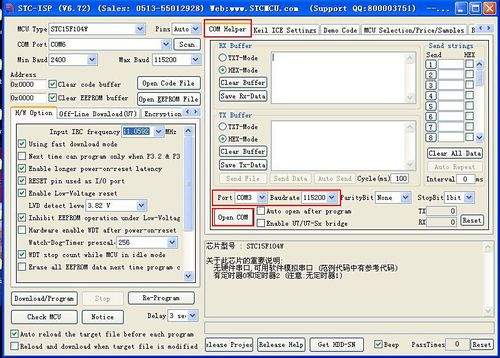 STC-ISP (V6.72) (Sales: 0513-55012928) Web:www.STCMCU.com (Support QQ:800003751) --...
MCU Type STC15F104W Pins Auto
COM Port COM6 Scan
Min Baud 2400 Max Baud 115200
Address
0x0000 Clear code buffer Open Code File
0x0000 Clear EEPROM buffer Open EEPROM File
H/W Option Off-Line Download(U7) Encryption
Input IRC frequency 11.0592 MHz
Using fast download mode
Next time can program only when P3.2 & P3
Enable longer power-on-reset latency
RESET pin used as I/O port
Enable Low-Voltage reset
LVD detect leve 3.82 V
Inhibit EEPROM operation under Low-Voltag
Hardware enable WDT after power-on-reset
Watch-Dog-Timer prescal 256
WDT stop count while MCU in idle mode
Erase all EEPROM data next time program c
Download/Program Stop Re-Program
Check MCU Notice Delay 3 sec
Auto reload the target file before each program
Reload and download when target file is modified
COM Helper Keil ICE Settings Demo Code MCU Selection/Price/Samples
RX Buffer
TXT-Mode
HEX-Mode
Clear Buffer
Save Rx-Data
TX Buffer
TXT-Mode
HEX-Mode
Clear Buffer
Save Tx-Data
Send File Send Data Auto Send Cycle(ms) 100
Send strings
Send HEX
1
2
3
4
5
6
7
8
Clear All Data
Auto Repeat
Interval 0 ms
Port COM3 Baudrate 115200 ParityBit None StopBit 1bit
Open COM Auto open after program TX 0
Enable U7/U7-Sx bridge RX 0 Reset
芯片型号 : STC15F104W
关于此芯片的重要说明:
无硬件串口,可用软件模拟串口 (范例代码中有参考代码)
有定时器0和定时器2 (注意:无定时器1)
Release Help Get HDD-SN Beep PassTimes 0 Reset